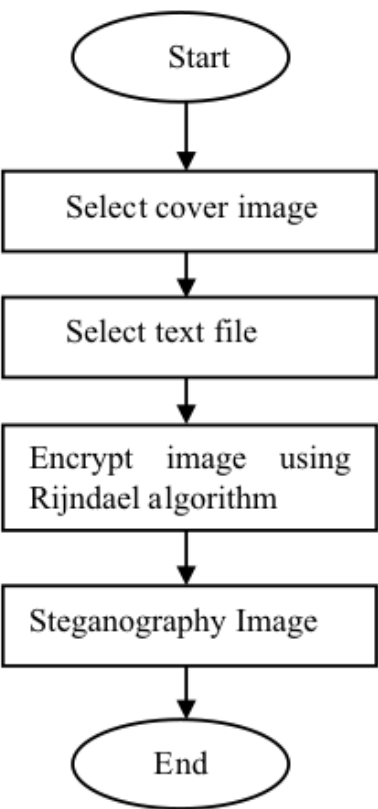 Start
Select cover image
Select text file
Encrypt image using
Rijndael algorithm
Steganography Image
End